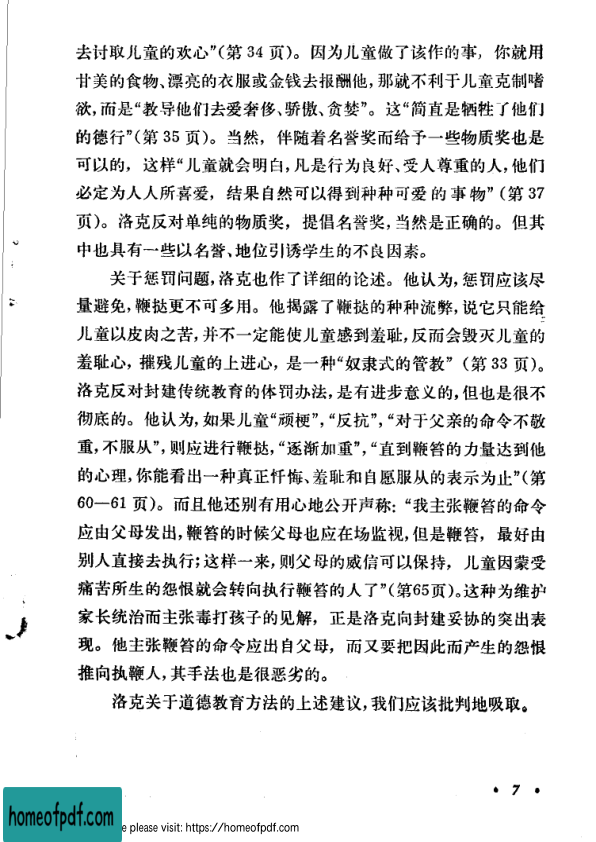 去讨取儿童的欢心”(第 34 页)。因为儿童做了该作的事，你就用
甘美的食物、漂亮的衣服或金钱去报酬他，那就不利于儿童克制嗜
欲，而是“教导他们去爱奢侈、骄傲、贪婪”。这“简直是牺牲了他们
的德行”(第 35 页)。当然，伴随着名誉奖而给予一些物质奖也是
可以的，这样“儿童就会明白，凡是行为良好、受人尊重的人，他们
必定为人人所喜爱，结果自然可以得到种种可爱的事物”(第 37
页)。洛克反对单纯的物质奖，提倡名誉奖，当然是正确的。但其
中也具有一些以名誉、地位引诱学生的不良因素。
关于惩罚问题，洛克也作了详细的论述。他认为，惩罚应该尽
量避免，鞭挞更不可多用。他揭露了鞭挞的种种流弊，说它只能给
儿童以皮肉之苦，并不一定能使儿童感到羞耻，反而会毁灭儿童的
羞耻心，摧残儿童的上进心，是一种“奴隶式的管教”(第 33 页)。
洛克反对封建传统教育的体罚办法，是有进步意义的，但也是很不
彻底的。他认为，如果儿童“顽梗”，“反抗”，“对于父亲的命令不敬
重，不服从”，则应进行鞭挞，“逐渐加重”，“直到鞭笞的力量达到他
的心理，你能看出一种真正忏悔、羞耻和自愿服从的表示为止”(第
60—61 页)。而且他还别有用心地公开声称：“我主张鞭笞的命令
应由父母发出，鞭笞的时候父母也应在场监视，但是鞭笞，最好由
别人直接去执行；这样一来，则父母的威信可以保持，儿童因蒙受
痛苦所生的怨恨就会转向执行鞭笞的人了”(第65页)。这种为维护
家长统治而主张毒打孩子的见解，正是洛克向封建妥协的突出表
现。他主张鞭笞的命令应出自父母，而又要把因此而产生的怨恨
推向执鞭人，其手法也是很恶劣的。
洛克关于道德教育方法的上述建议，我们应该批判地吸取。
• 7 •
homeofpdf.com
e please visit: https://homeofpdf.com